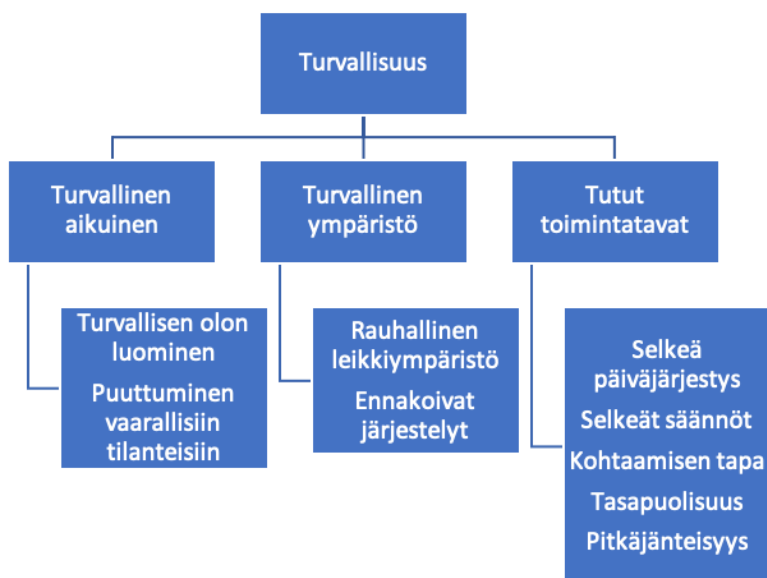 Turvallisuus
Turvallinen
aikuinen
Turvallisen olon
luominen
Puuttuminen
vaarallisiin
tilanteisiin
Turvallinen
ympäristö
Rauhallinen
leikkiympäristö
Ennakoivat
järjestelyt
Tutut
toimintatavat
Selkeä
päiväjärjestys
Selkeät säännöt
Kohtaamisen tapa
Tasapuolisuus
Pitkäjänteisyys